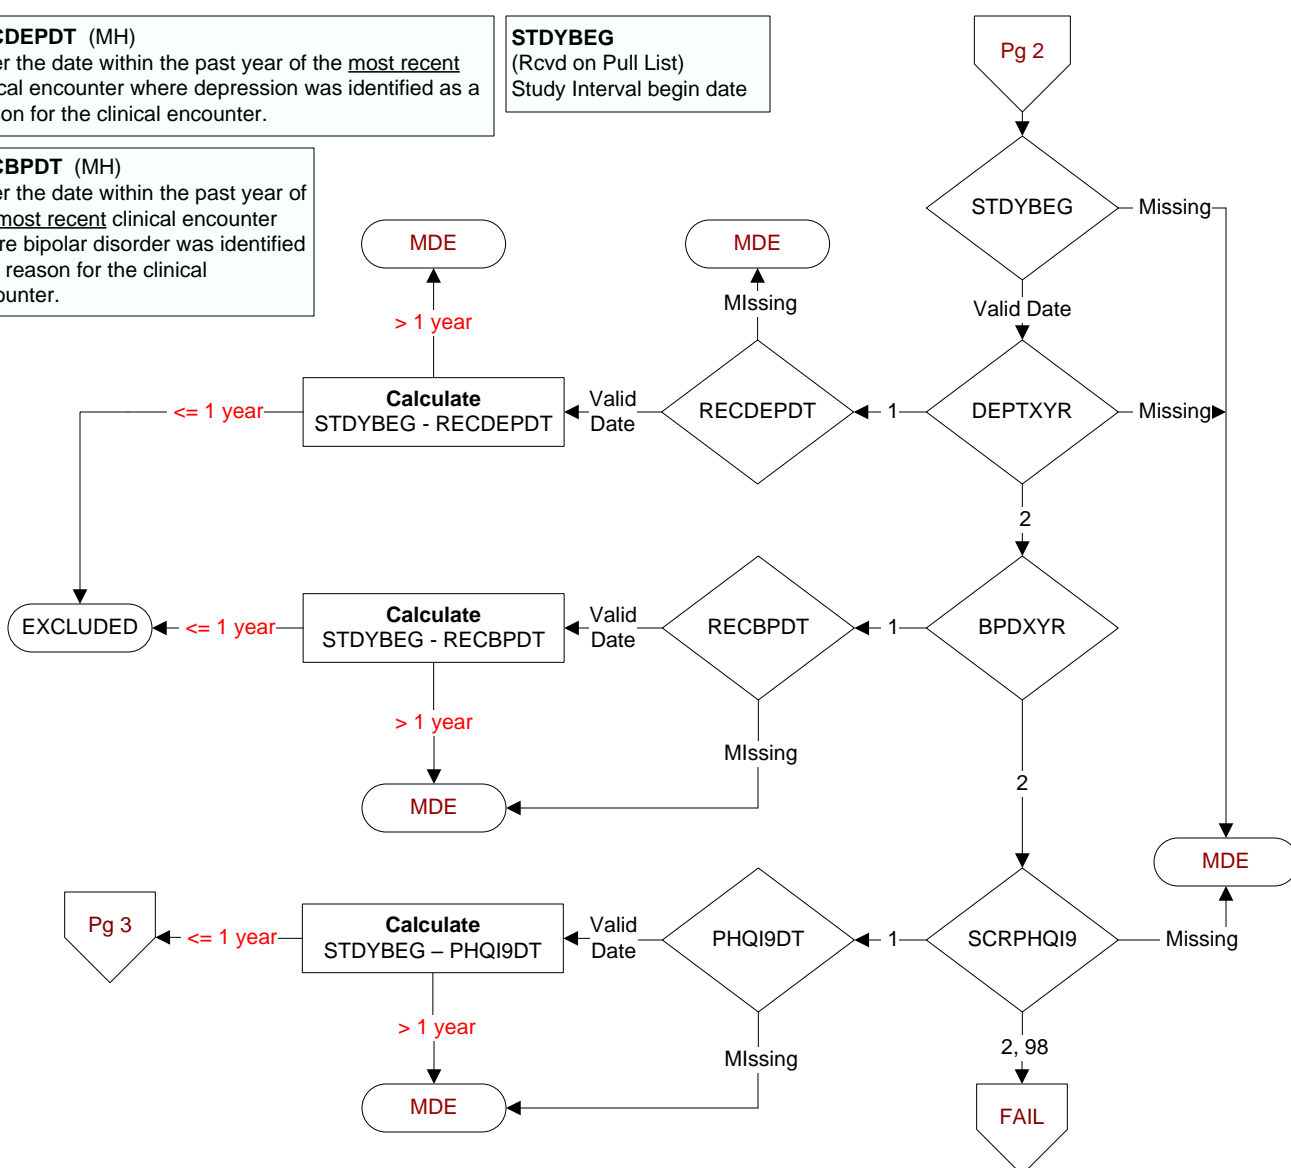 CDEPDT (MH)
er the date within the past year of the most recent
ical encounter where depression was identified as a
son for the clinical encounter.
STDYBEG
(Rcvd on Pull List)
Study Interval begin date
Pg 2
CBPDT (MH)
er the date within the past year of
most recent clinical encounter
re bipolar disorder was identified
reason for the clinical
ounter.
STDYBEG
Missing
MDE
MDE
MIssing
Valid Date
> 1 year
<= 1 year
Calculate
STDYBEG - RECDEPDT
Valid
Date
RECDEPDT
1
DEPTXYR
Missing
2
EXCLUDED
<= 1 year
Calculate
STDYBEG - RECBPDT
Valid
Date
RECBPDT
1
BPDXYR
> 1 year
MIssing
2
MDE
MDE
Pg 3
<= 1 year
Calculate
STDYBEG – PHQI9DT
Valid
Date
PHQI9DT
1
SCRPHQI9
Missing
> 1 year
MIssing
2, 98
MDE
FAIL